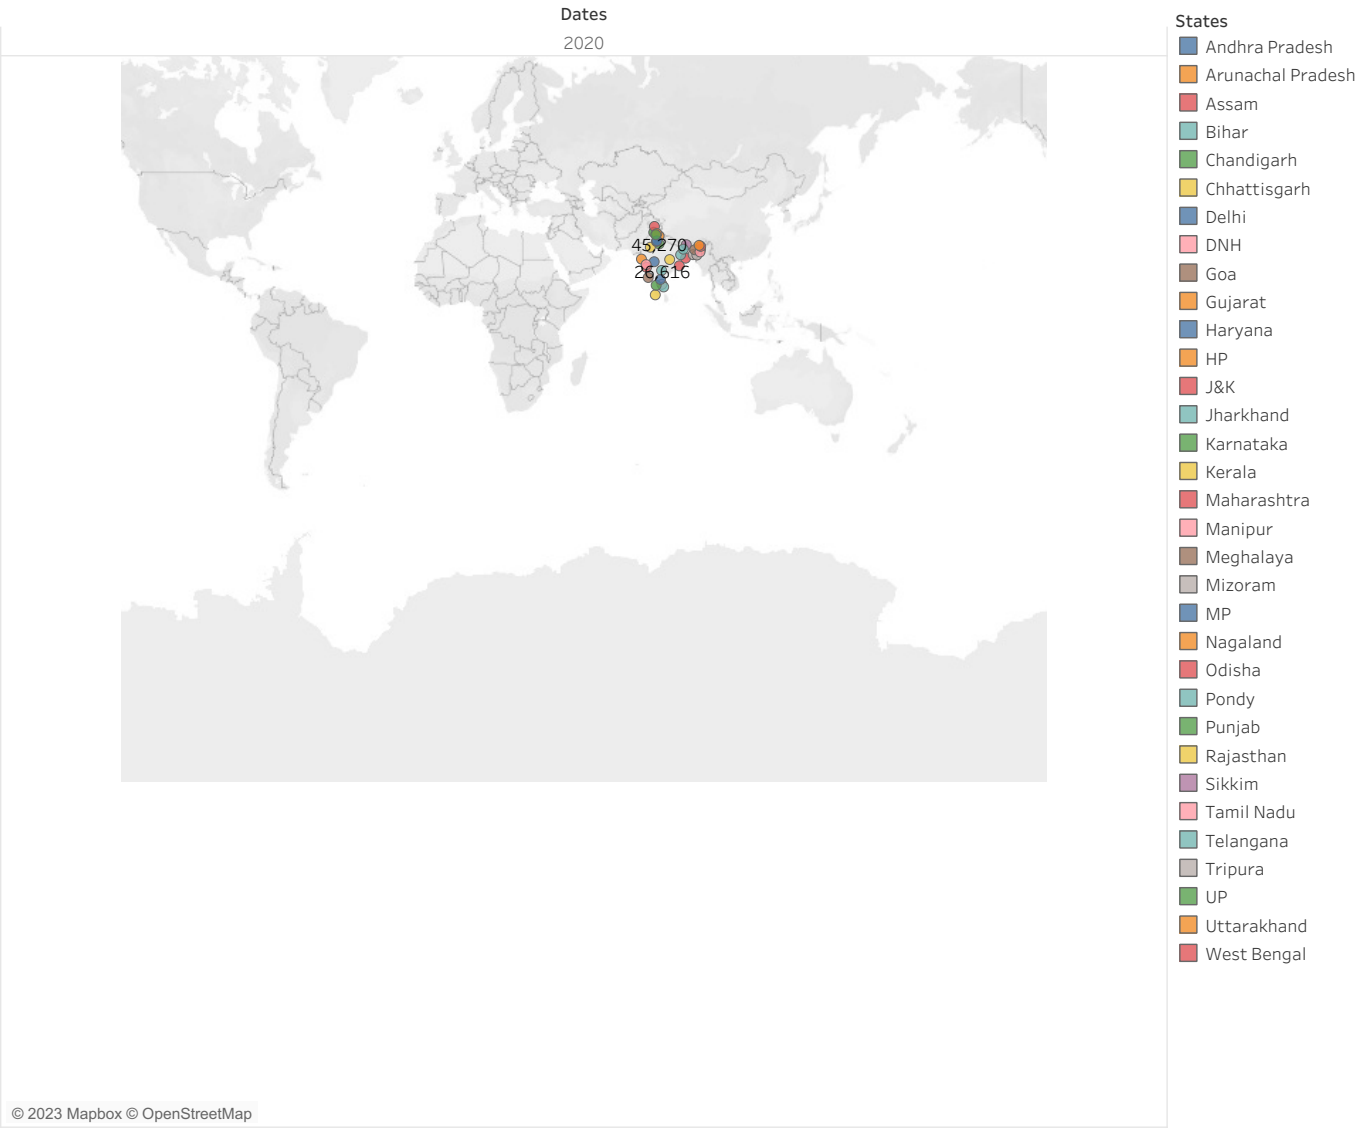 Dates
2020
45,270
26,616
© 2023 Mapbox © OpenStreetMap
States
Andhra Pradesh
Arunachal Pradesh
Assam
Bihar
Chandigarh
Chhattisgarh
Delhi
DNH
Goa
Gujarat
Haryana
HP
J&K
Jharkhand
Karnataka
Kerala
Maharashtra
Manipur
Meghalaya
Mizoram
MP
Nagaland
Odisha
Pondy
Punjab
Rajasthan
Sikkim
Tamil Nadu
Telangana
Tripura
UP
Uttarakhand
West Bengal